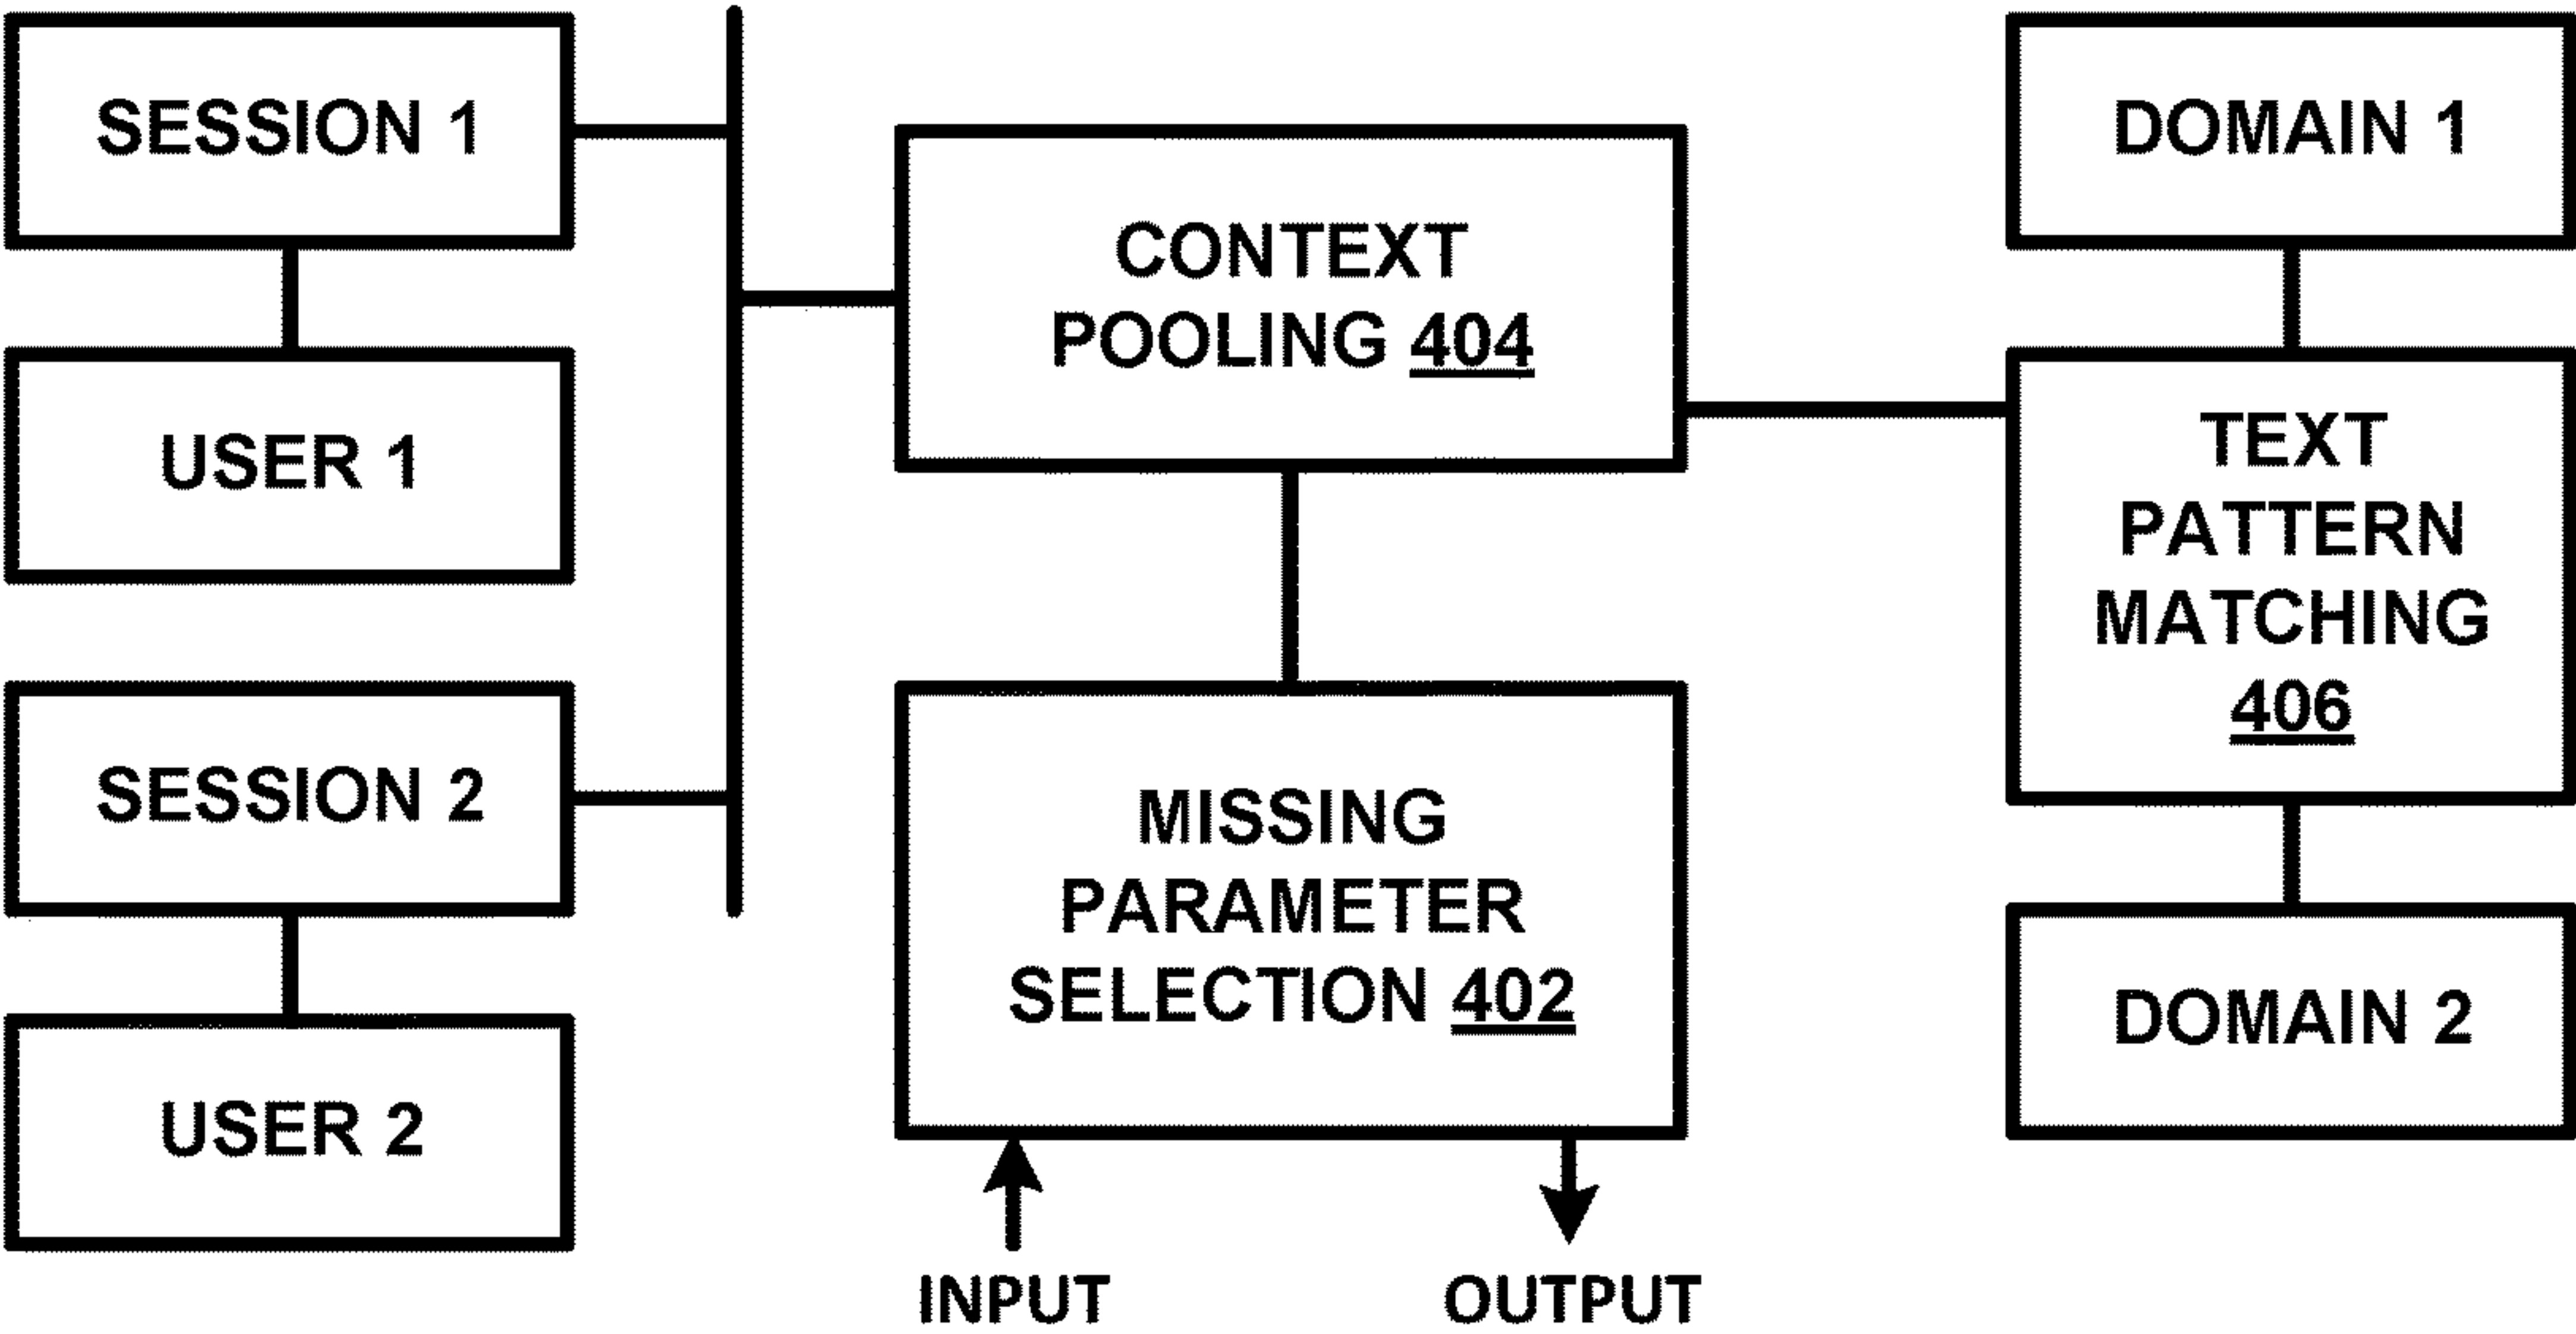 SESSION 1
USER 1
SESSION 2
USER 2
CONTEXT
POOLING 404
MISSING
PARAMETER
SELECTION 402
INPUT
OUTPUT
DOMAIN 1
TEXT
PATTERN
MATCHING
406
DOMAIN 2